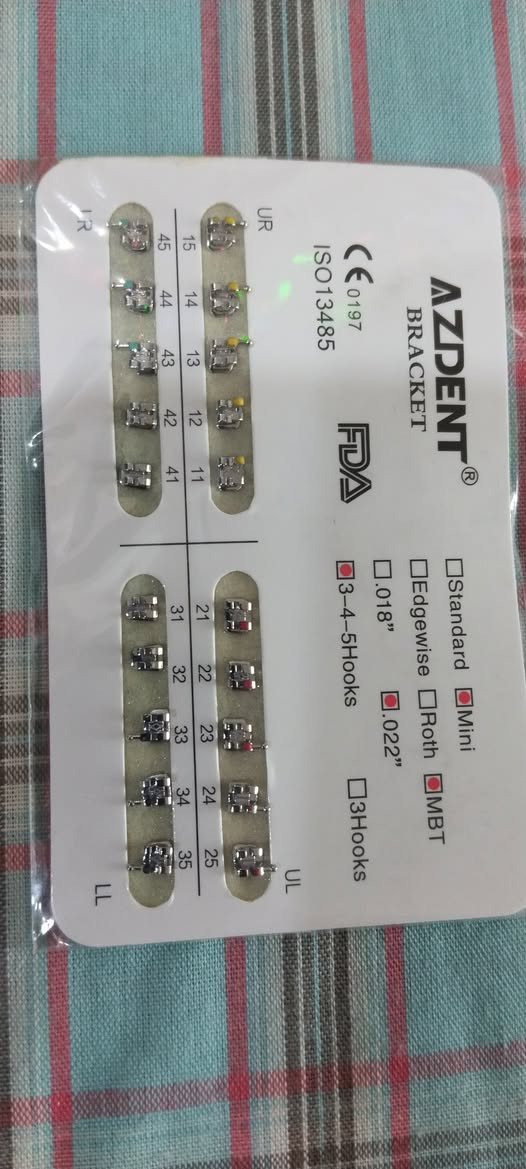 AZDENT®
BRACKET
□Standard ■Mini
□Edgewise □Roth ■MBT
□.018" ■.022"
■3-4-5Hooks □3Hooks
CE 0197 FDA
ISO13485
UR UL
15 14 13 12 11 21 22 23 24 25
45 44 43 42 41 31 32 33 34 35
LR LL